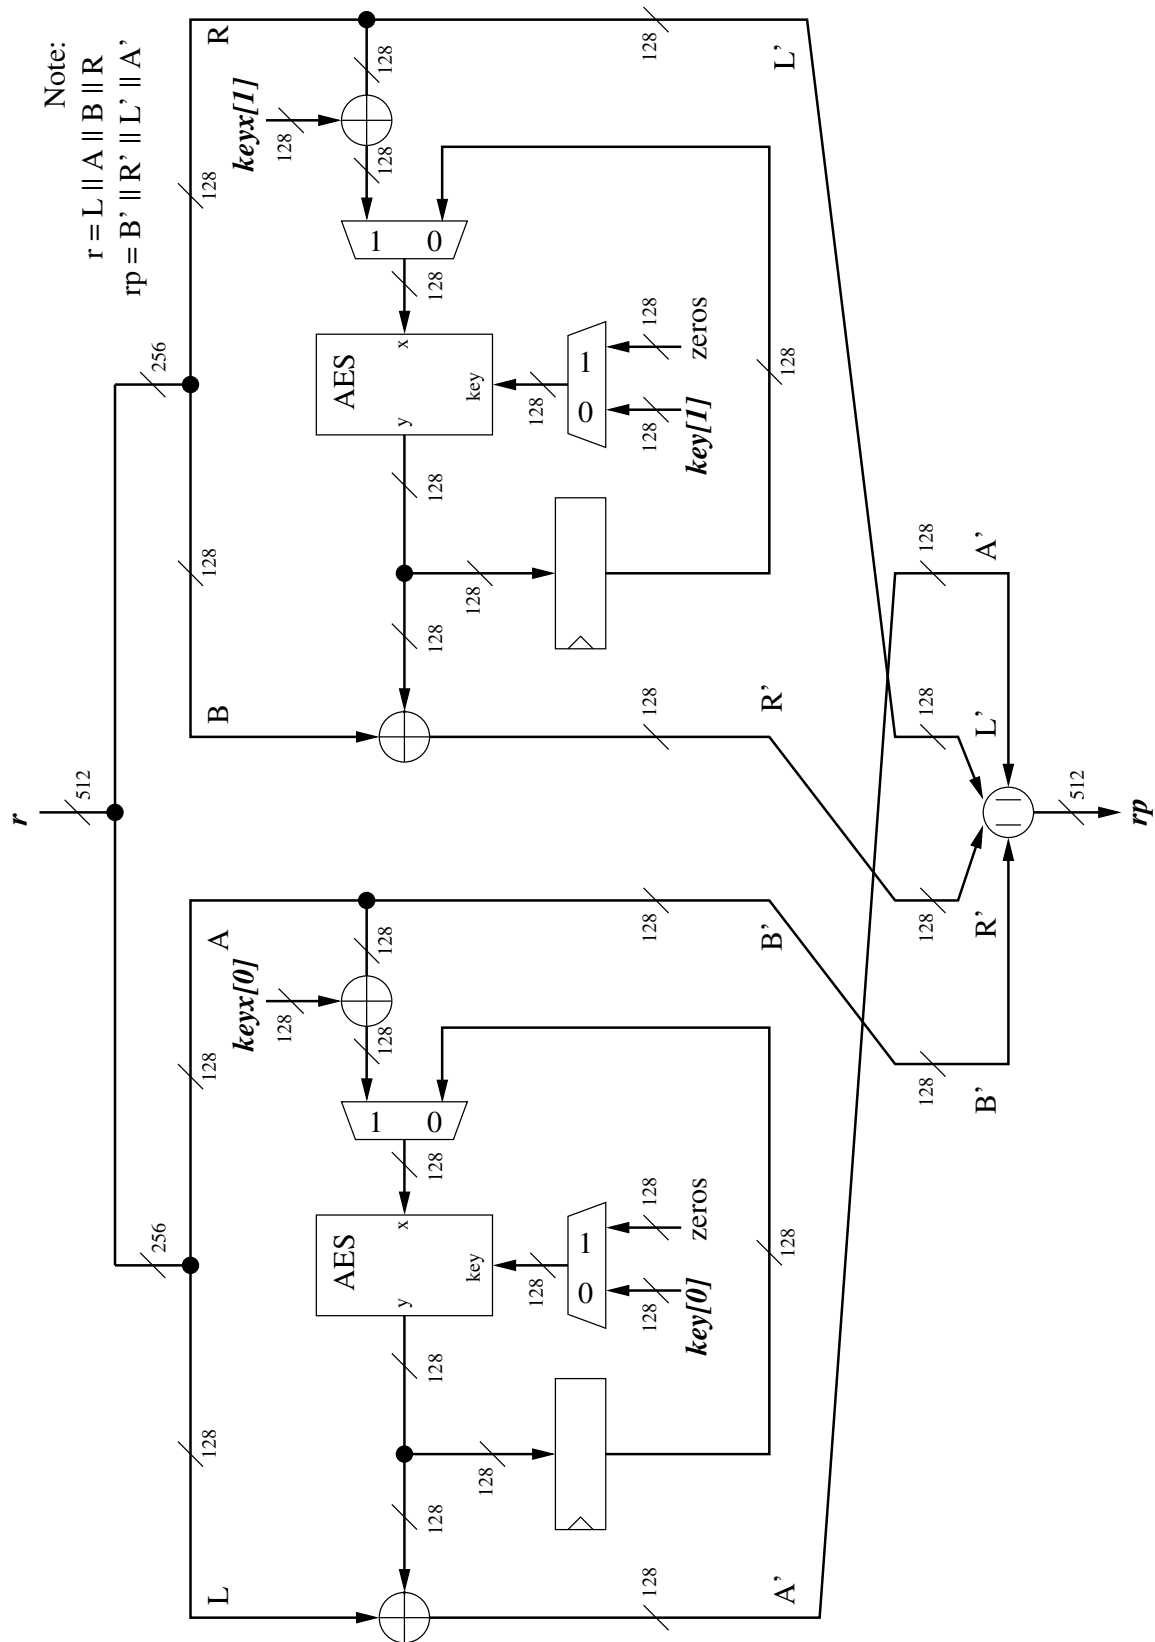 r
Note:
512
r = L || A || B || R
rp = B' || R' || L' || A'
256
256
128
128
128
128
L
A
B
R
keyx[0]
keyx[1]
128
128
AES
AES
128
128
128
128
1
1
y
x
y
x
128
128
128
128
128
128
0
0
key
key
128
128
128
128
0
1
0
1
128
128
128
128
128
128
128
128
key[0]
zeros
key[1]
zeros
A'
128
B'
R'
128
L'
128
128
128
128
B'
R'
L'
A'
||
512
rp